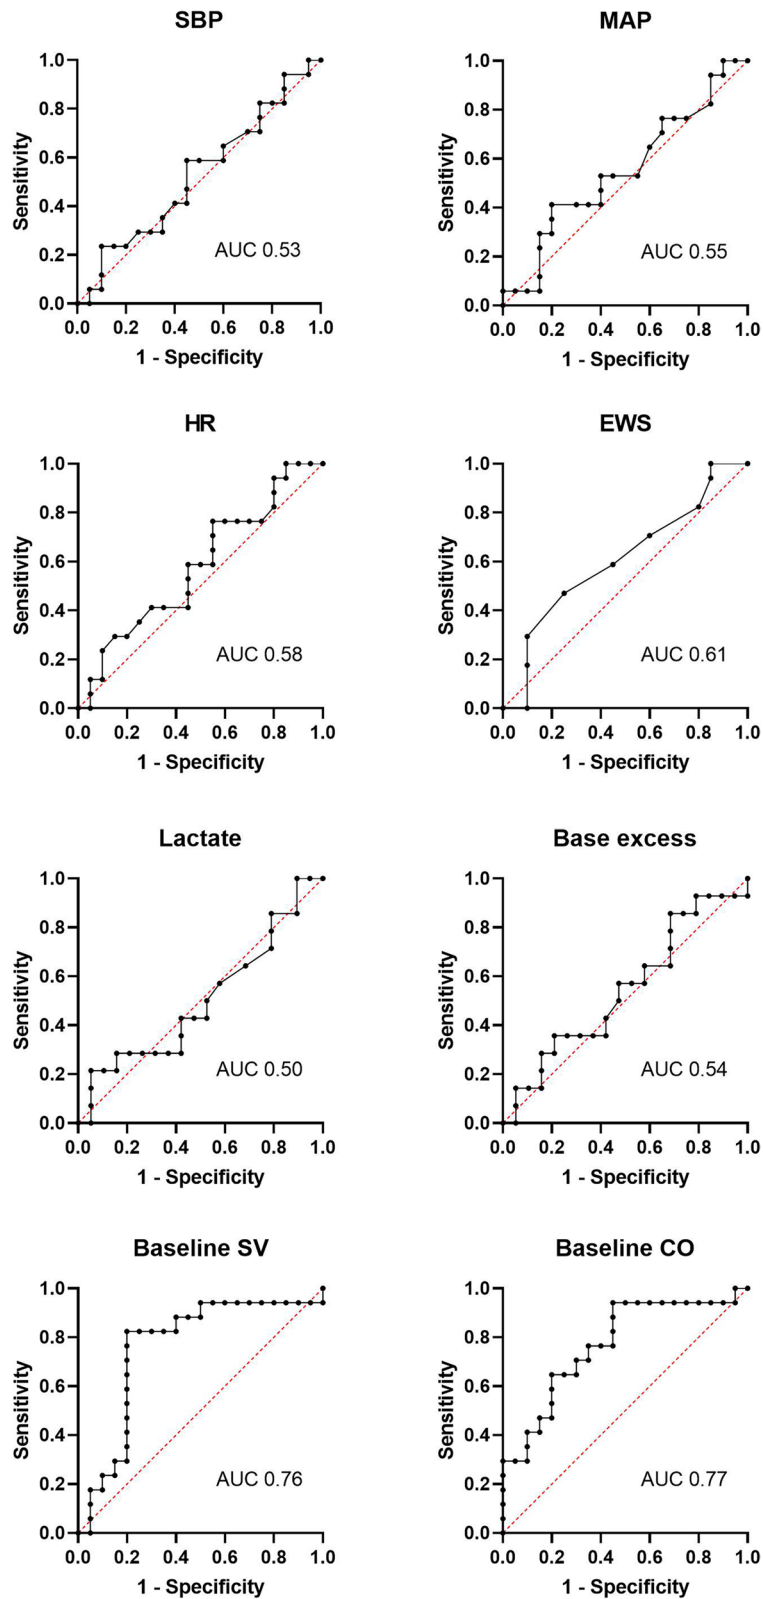 SBP
1.0
0.8
0.6
0.4
0.2
0.0
Sensitivity
AUC 0.53
0.0 0.2 0.4 0.6 0.8 1.0
1 - Specificity
MAP
1.0
0.8
0.6
0.4
0.2
0.0
Sensitivity
AUC 0.55
0.0 0.2 0.4 0.6 0.8 1.0
1 - Specificity
HR
1.0
0.8
0.6
0.4
0.2
0.0
Sensitivity
AUC 0.58
0.0 0.2 0.4 0.6 0.8 1.0
1 - Specificity
EWS
1.0
0.8
0.6
0.4
0.2
0.0
Sensitivity
AUC 0.61
0.0 0.2 0.4 0.6 0.8 1.0
1 - Specificity
Lactate
1.0
0.8
0.6
0.4
0.2
0.0
Sensitivity
AUC 0.50
0.0 0.2 0.4 0.6 0.8 1.0
1 - Specificity
Base excess
1.0
0.8
0.6
0.4
0.2
0.0
Sensitivity
AUC 0.54
0.0 0.2 0.4 0.6 0.8 1.0
1 - Specificity
Baseline SV
1.0
0.8
0.6
0.4
0.2
0.0
Sensitivity
AUC 0.76
0.0 0.2 0.4 0.6 0.8 1.0
1 - Specificity
Baseline CO
1.0
0.8
0.6
0.4
0.2
0.0
Sensitivity
AUC 0.77
0.0 0.2 0.4 0.6 0.8 1.0
1 - Specificity